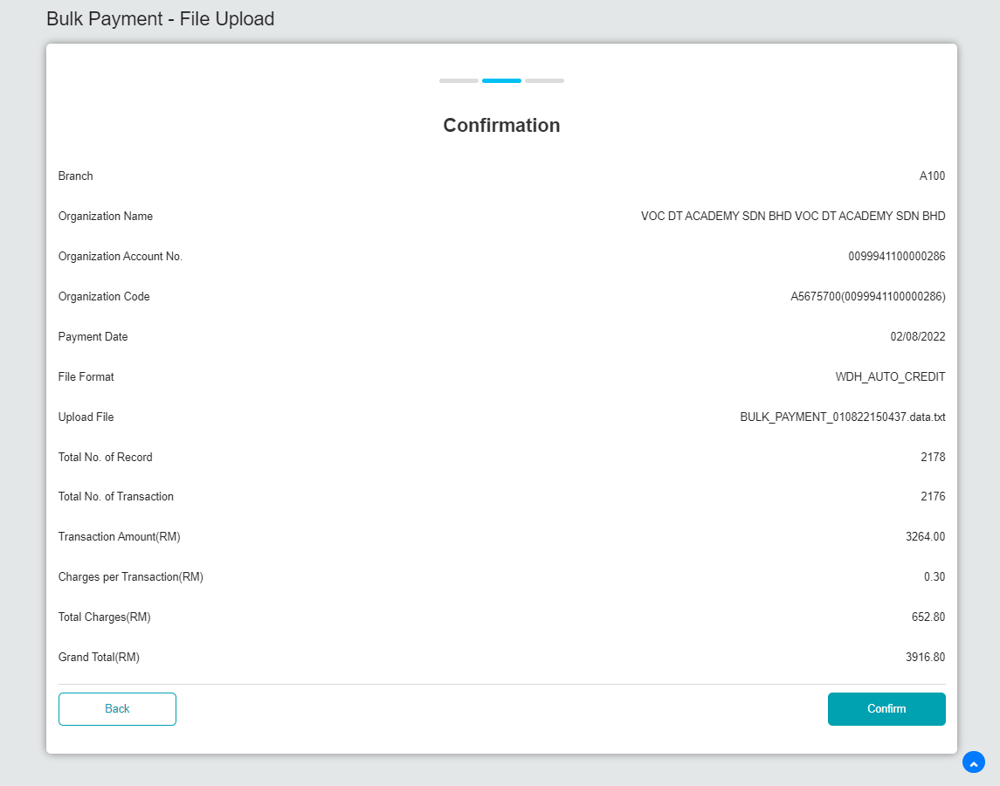 Bulk Payment - File Upload
Confirmation
Branch A100
Organization Name VOC DT ACADEMY SDN BHD VOC DT ACADEMY SDN BHD
Organization Account No. 0099941100000286
Organization Code A5675700(0099941100000286)
Payment Date 02/08/2022
File Format WDH_AUTO_CREDIT
Upload File BULK_PAYMENT_010822150437.data.txt
Total No. of Record 2178
Total No. of Transaction 2176
Transaction Amount(RM) 3264.00
Charges per Transaction(RM) 0.30
Total Charges(RM) 652.80
Grand Total(RM) 3916.80
Back Confirm